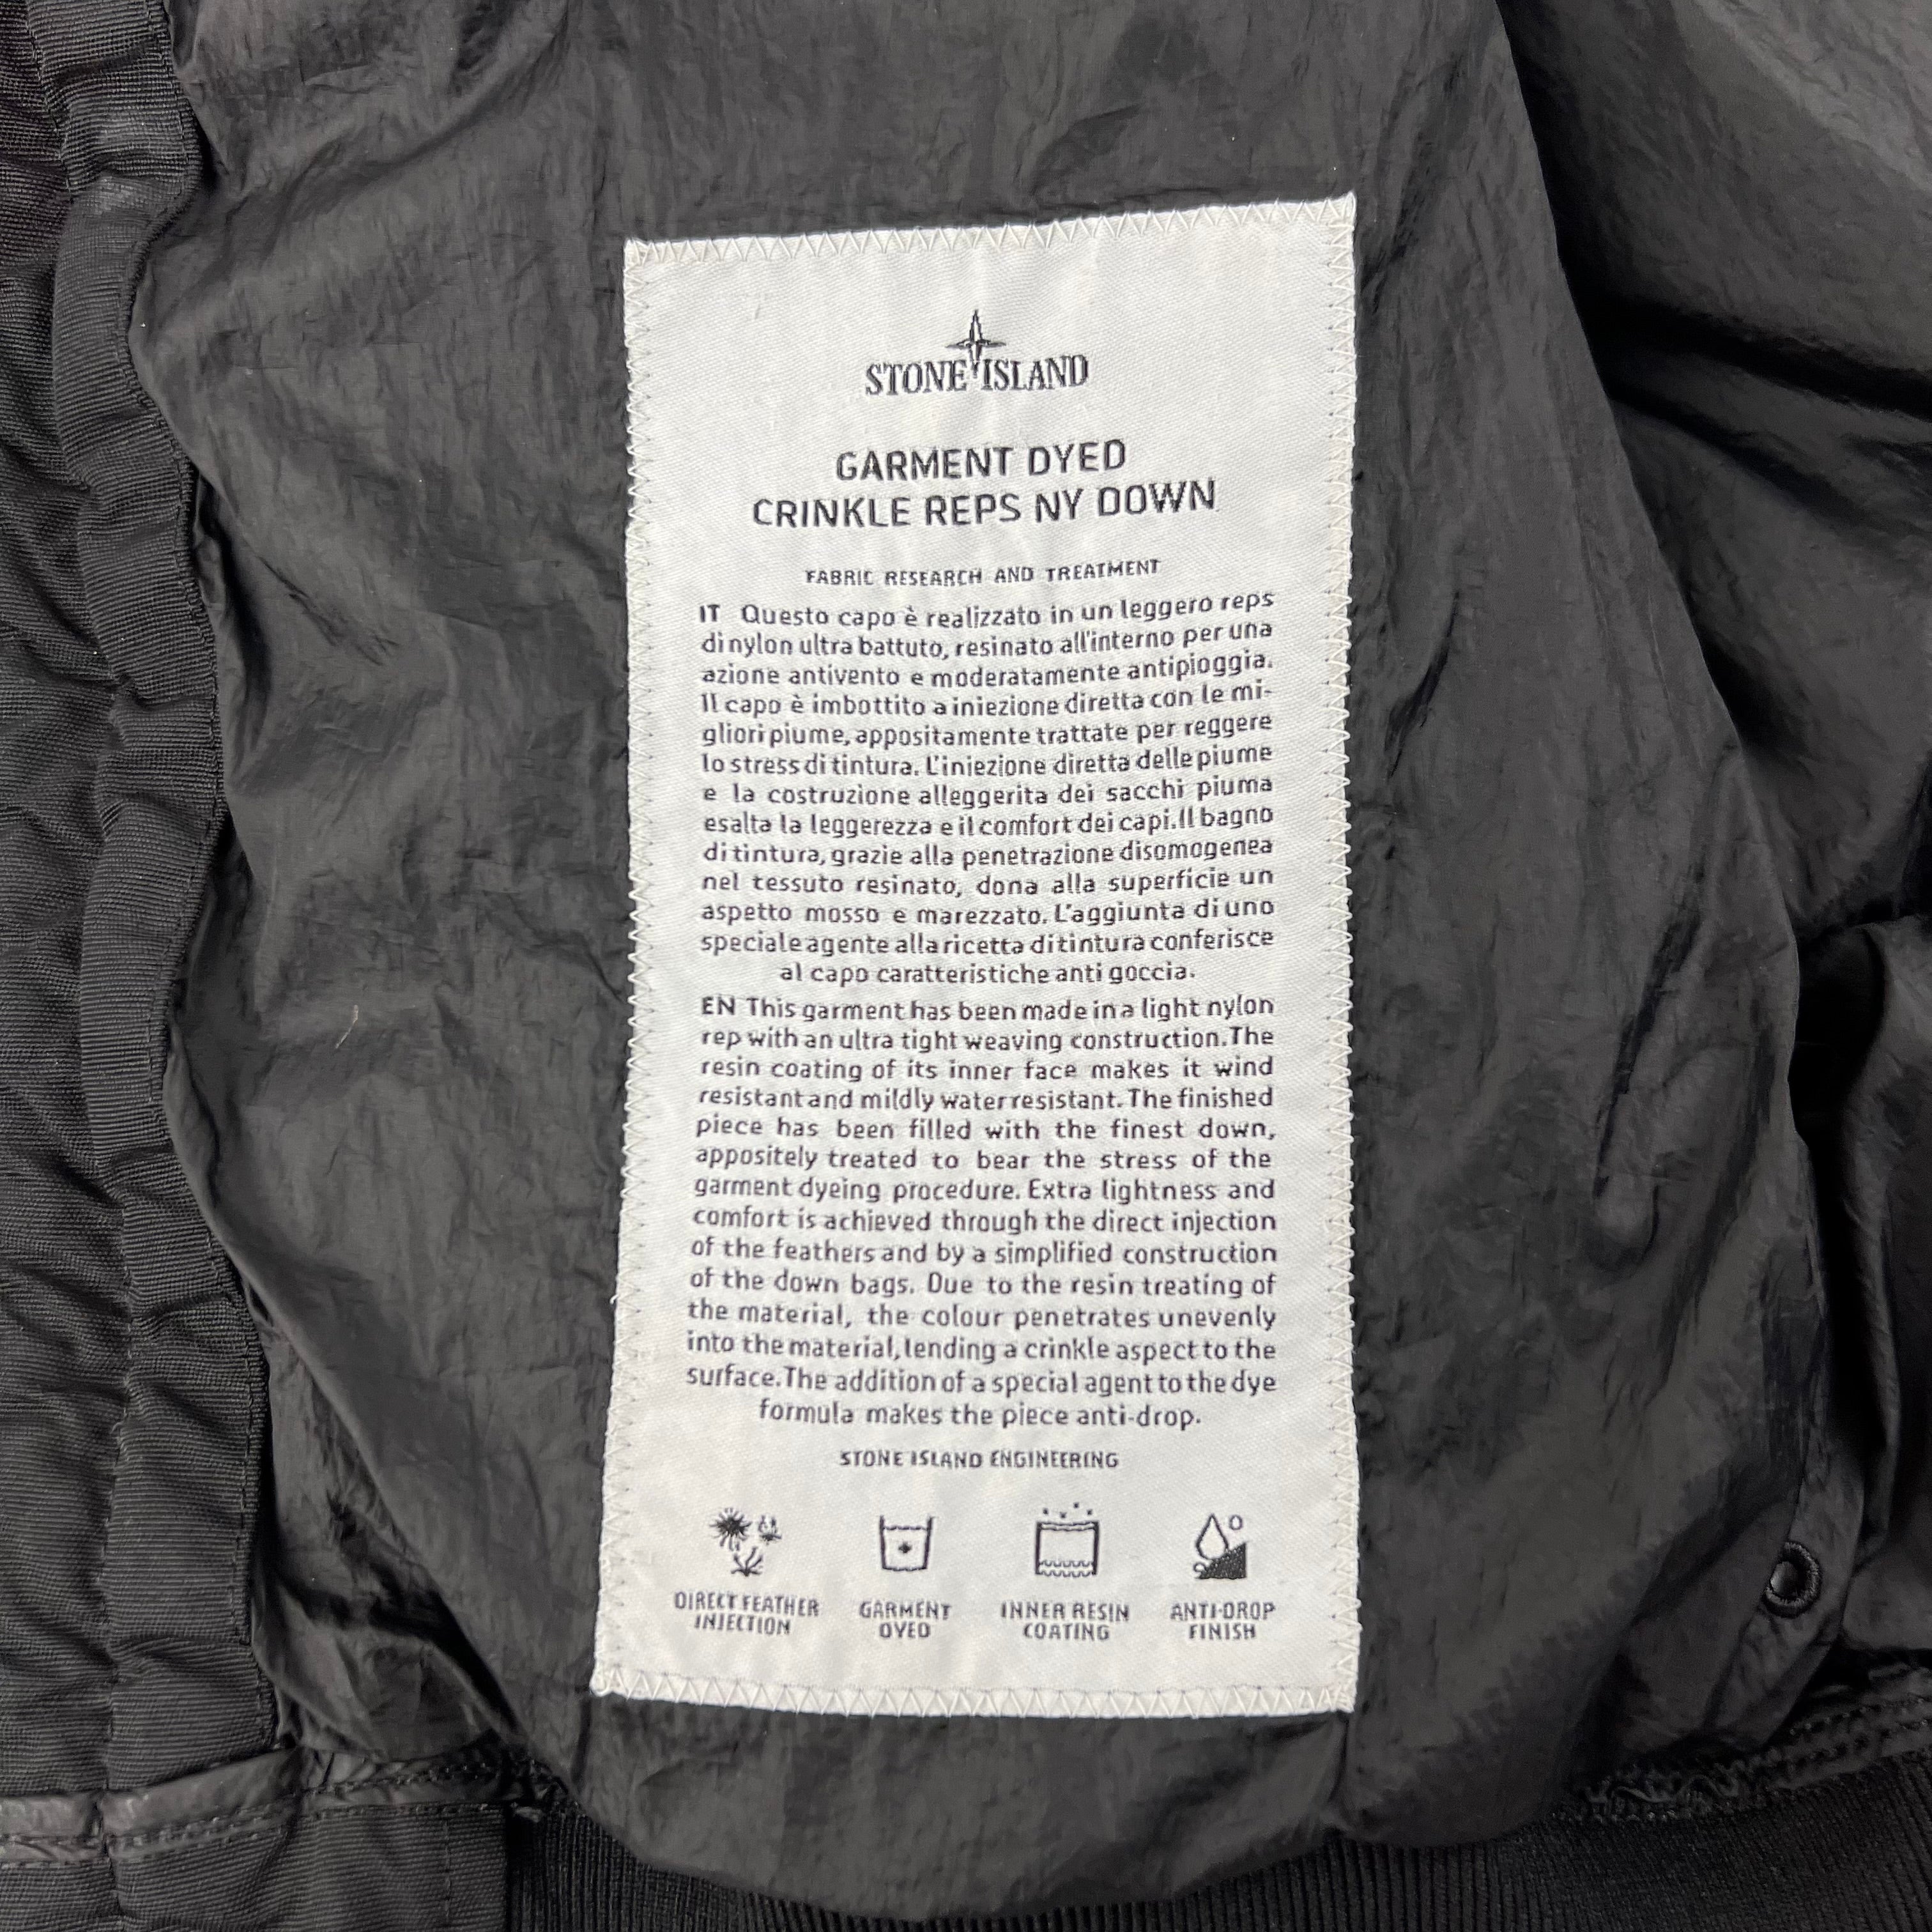 STONE ISLAND
GARMENT DYED
CRINKLE REPS NY DOWN
FABRIC RESEARCH AND TREATMENT
IT Questo capo è realizzato in un leggero reps
di nylon ultra battuto, resinato all'interno per una
azione antivento e moderatamente antipioggia.
Il capo è imbottito a iniezione diretta con le mi-
gliori piume, appositamente trattate per reggere
lo stress di tintura. L'iniezione diretta delle piume
e la costruzione alleggerita dei sacchi piuma
esalta la leggerezza e il comfort dei capi. Il bagno
di tintura, grazie alla penetrazione disomogenea
nel tessuto resinato, dona alla superficie un
aspetto mosso e marezzato. L'aggiunta di uno
speciale agente alla ricetta di tintura conferisce
al capo caratteristiche anti goccia.
EN This garment has been made in a light nylon
rep with an ultra tight weaving construction. The
resin coating of its inner face makes it wind
resistant and mildly water resistant. The finished
piece has been filled with the finest down,
appositely treated to bear the stress of the
garment dyeing procedure. Extra lightness and
comfort is achieved through the direct injection
of the feathers and by a simplified construction
of the down bags. Due to the resin treating of
the material, the colour penetrates unevenly
into the material, lending a crinkle aspect to the
surface. The addition of a special agent to the dye
formula makes the piece anti-drop.
STONE ISLAND ENGINEERING
DIRECT FEATHER
INJECTION
GARMENT
DYED
INNER RESIN
COATING
ANTI-DROP
FINISH